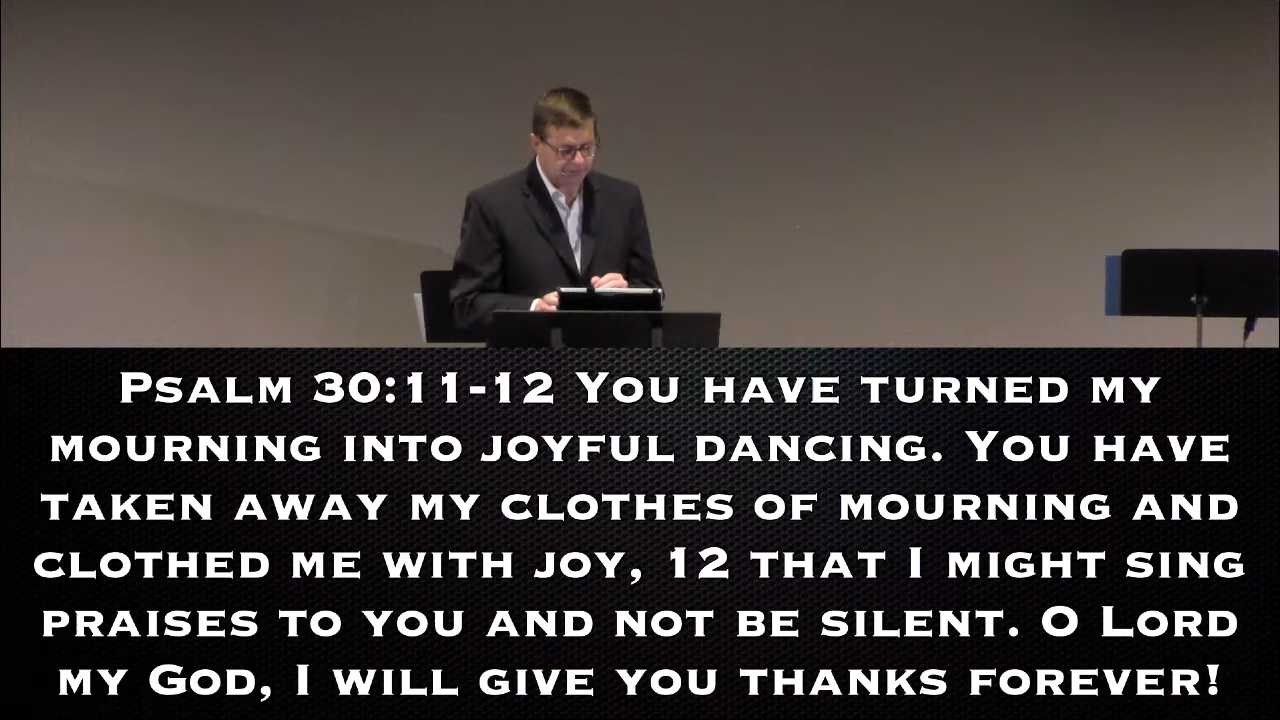 Psalm 30:11-12 You have turned my
mourning into joyful dancing. You have
taken away my clothes of mourning and
clothed me with joy, 12 that I might sing
praises to you and not be silent. O Lord
my God, I will give you thanks forever!